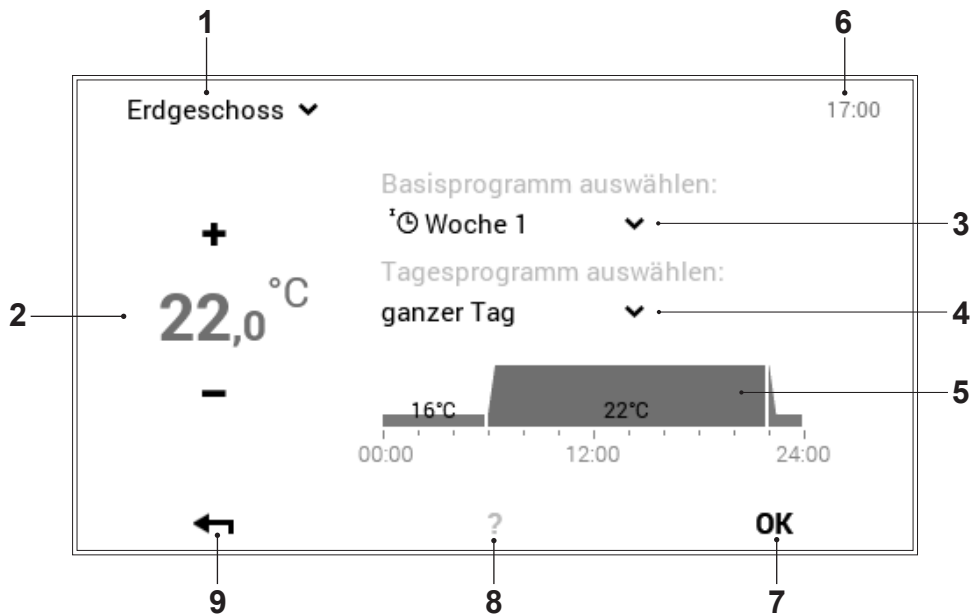 1
6
Erdgeschoss
17:00
Basisprogramm auswählen:
I Woche 1
3
+
Tagesprogramm auswählen:
2
22,0 °C
ganzer Tag
4
−
16°C
22°C
5
00:00
12:00
24:00
?
OK
9
8
7